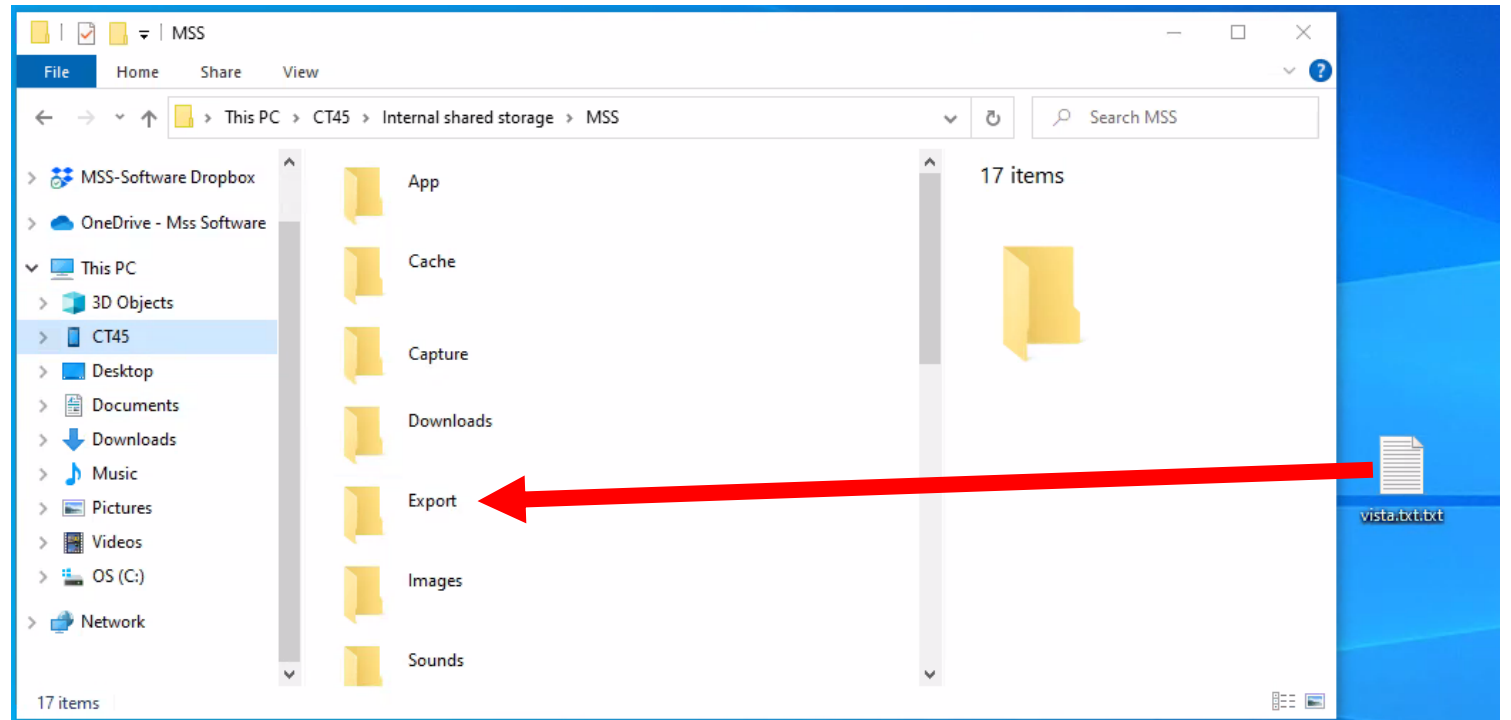 MSS
File Home Share View
This PC CT45 Internal shared storage MSS
Search MSS
MSS-Software Dropbox
OneDrive - Mss Software
This PC
3D Objects
CT45
Desktop
Documents
Downloads
Music
Pictures
Videos
OS (C:)
Network
App
Cache
Capture
Downloads
Export
Images
Sounds
17 items
vista.txt.txt
17 items